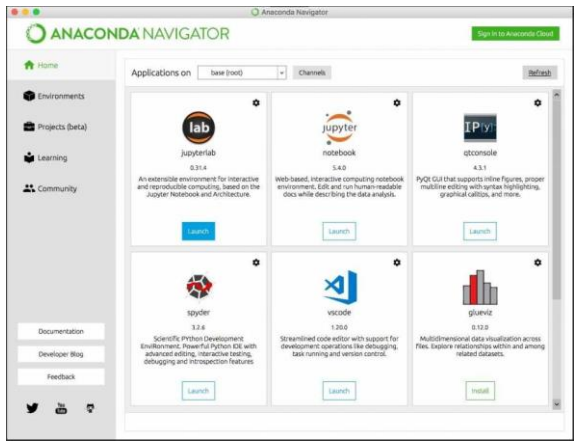 Anaconda Navigator
ANACONDA NAVIGATOR
Sign in to Anaconda Cloud
Home
Environments
Projects (beta)
Learning
Community
Documentation
Developer Blog
Feedback
You
Tube
Applications on
base (root)
Channels
Refresh
lab
jupyterlab
0.31.4
An extensible environment for interactive
and reproducible computing, based on the
Jupyter Notebook and Architecture.
Launch
jupyter
notebook
5.4.0
Web-based, interactive computing notebook
environment. Edit and run human-readable
docs while describing the data analysis.
Launch
IP[y]:
qtconsole
4.3.1
PyQt GUI that supports inline figures, proper
multiline editing with syntax highlighting,
graphical calltips, and more.
Launch
spyder
3.2.6
Scientific PYthon Development
EnviRonment. Powerful Python IDE with
advanced editing, interactive testing,
debugging and introspection features
Launch
vscode
1.20.0
Streamlined code editor with support for
development operations like debugging,
task running and version control.
Launch
glueviz
0.12.0
Multidimensional data visualization across
files. Explore relationships within and among
related datasets.
Install